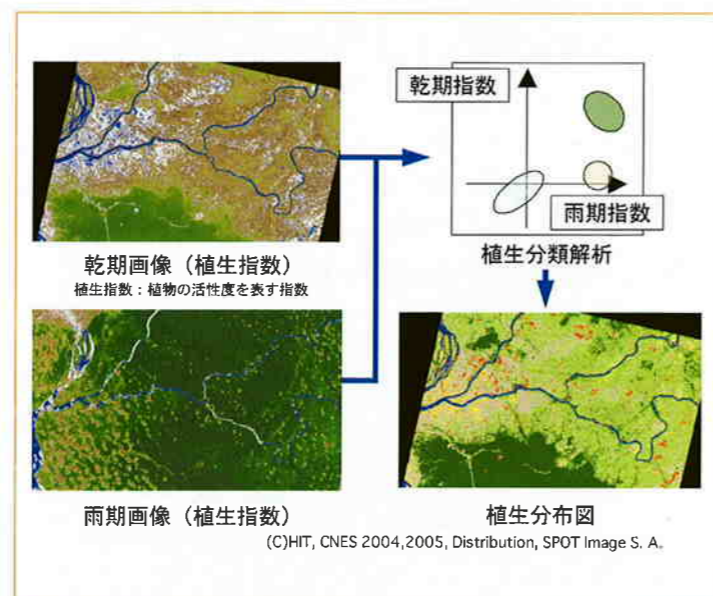 乾期指数
雨期指数
植生分類解析
乾期画像（植生指数）
植生指数：植物の活性度を表す指数
雨期画像（植生指数）
植生分布図
(C)HIT, CNES 2004,2005, Distribution, SPOT Image S. A.